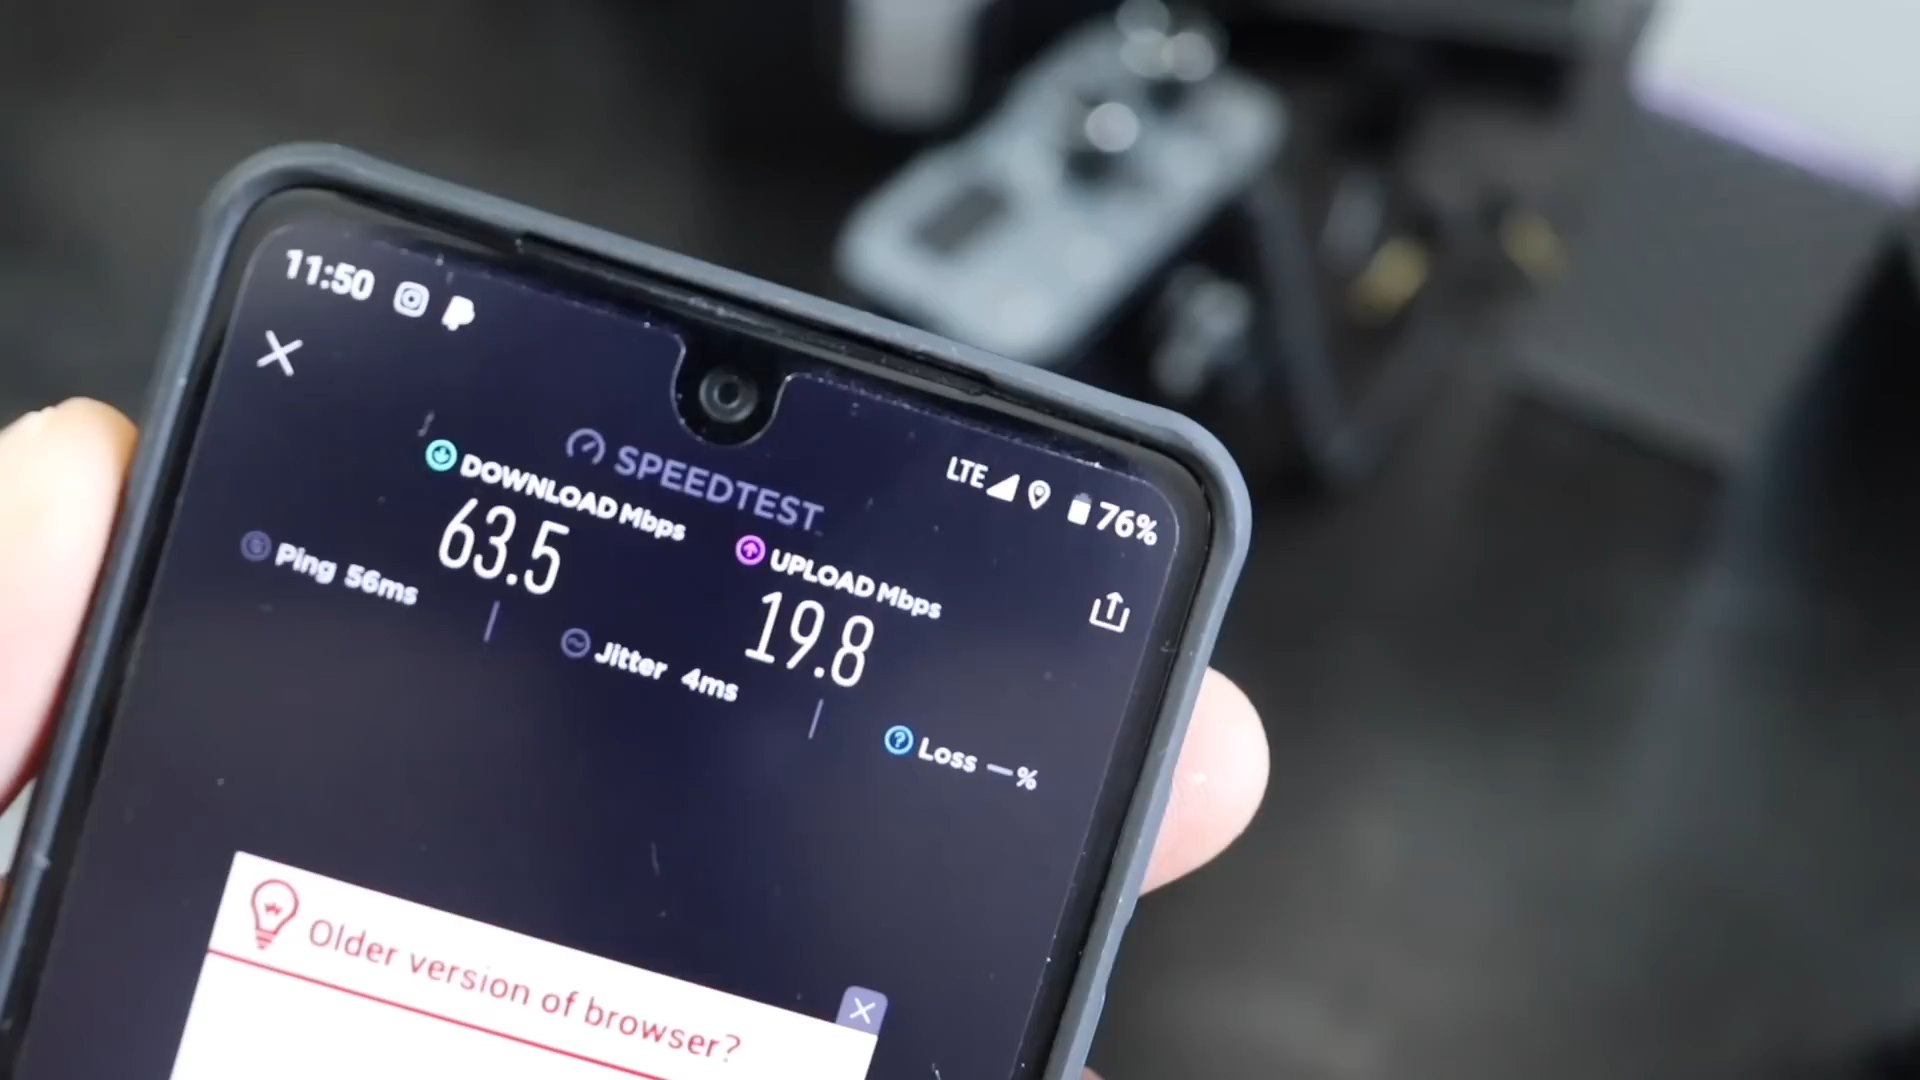 11:50
LTE 76%
SPEEDTEST
DOWNLOAD Mbps
63.5
UPLOAD Mbps
19.8
Ping 56ms
Jitter 4ms
Loss —%
Older version of browser?